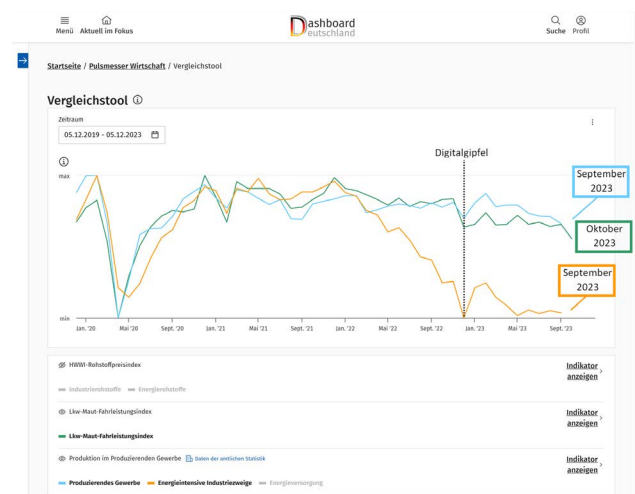 Menü Aktuell im Fokus
Dashboard
Deutschland
Suche Profil
Startseite / Pulsmesser Wirtschaft / Vergleichstool
Vergleichstool
Zeitraum
05.12.2019 - 05.12.2023
Digitalgipfel
max
September
2023
Oktober
2023
September
2023
min
Jan. '20 Mai '20 Sept. '20 Jan. '21 Mai '21 Sept. '21 Jan. '22 Mai '22 Sept. '22 Jan. '23 Mai '23 Sept. '23
HWWI-Rohstoffpreisindex
Indikator
anzeigen
Industrierohstoffe Energierohstoffe
Lkw-Maut-Fahrleistungsindex
Indikator
anzeigen
Lkw-Maut-Fahrleistungsindex
Produktion im Produzierenden Gewerbe Daten der amtlichen Statistik
Indikator
anzeigen
Produzierendes Gewerbe Energieintensive Industriezweige Energieversorgung